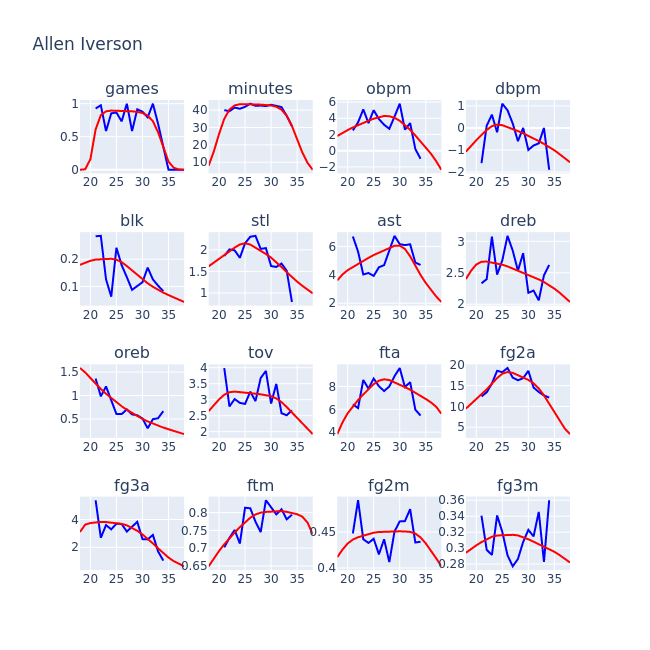 Allen Iverson
games minutes obpm dbpm
1 0.5 0 20 25 30 35
40 30 20 10 20 25 30 35
6 4 2 0 −2 20 25 30 35
1 0 −1 −2 20 25 30 35
blk stl ast dreb
0.2 0.1 20 25 30 35
2 1.5 1 20 25 30 35
6 4 2 20 25 30 35
3 2.5 2 20 25 30 35
oreb tov fta fg2a
1.5 1 0.5 20 25 30 35
4 3.5 3 2.5 2 20 25 30 35
8 6 4 20 25 30 35
20 15 10 5 20 25 30 35
fg3a ftm fg2m fg3m
4 2 20 25 30 35
0.8 0.75 0.7 0.65 20 25 30 35
0.45 0.4 20 25 30 35
0.36 0.34 0.32 0.3 0.28 20 25 30 35